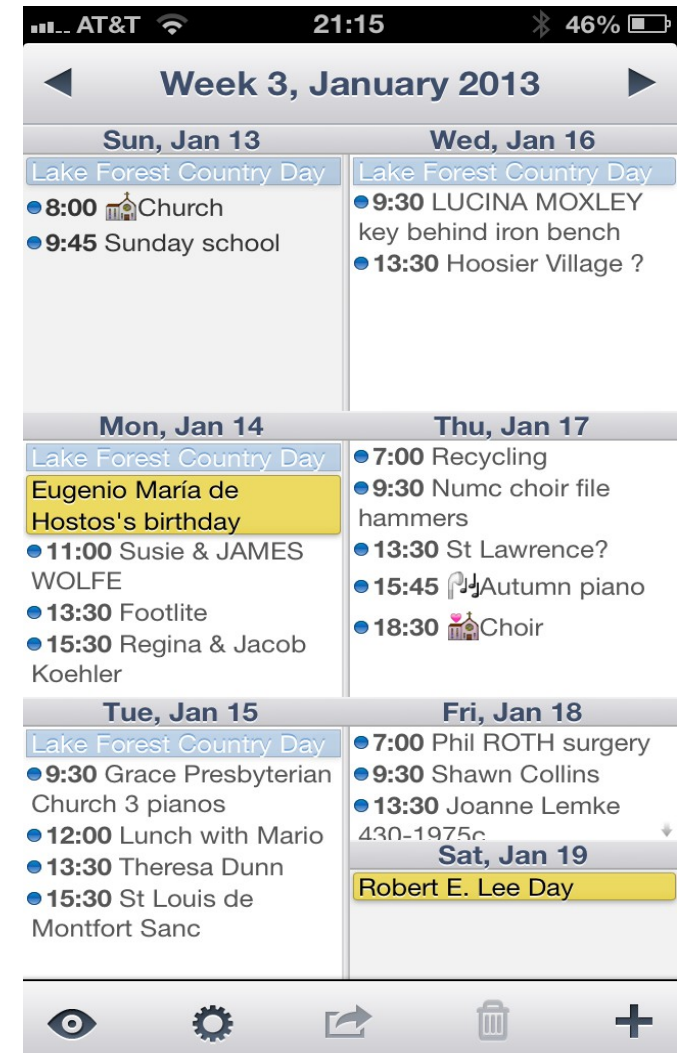 AT&T 21:15 46%
Week 3, January 2013
Sun, Jan 13
Lake Forest Country Day
8:00 Church
9:45 Sunday school
Mon, Jan 14
Lake Forest Country Day
Eugenio María de
Hostos's birthday
11:00 Susie & JAMES
WOLFE
13:30 Footlite
15:30 Regina & Jacob
Koehler
Tue, Jan 15
Lake Forest Country Day
9:30 Grace Presbyterian
Church 3 pianos
12:00 Lunch with Mario
13:30 Theresa Dunn
15:30 St Louis de
Montfort Sanc
Wed, Jan 16
Lake Forest Country Day
9:30 LUCINA MOXLEY
key behind iron bench
13:30 Hoosier Village ?
Thu, Jan 17
7:00 Recycling
9:30 Numc choir file
hammers
13:30 St Lawrence?
15:45 Autumn piano
18:30 Choir
Fri, Jan 18
7:00 Phil ROTH surgery
9:30 Shawn Collins
13:30 Joanne Lemke
430-1975c
Sat, Jan 19
Robert E. Lee Day